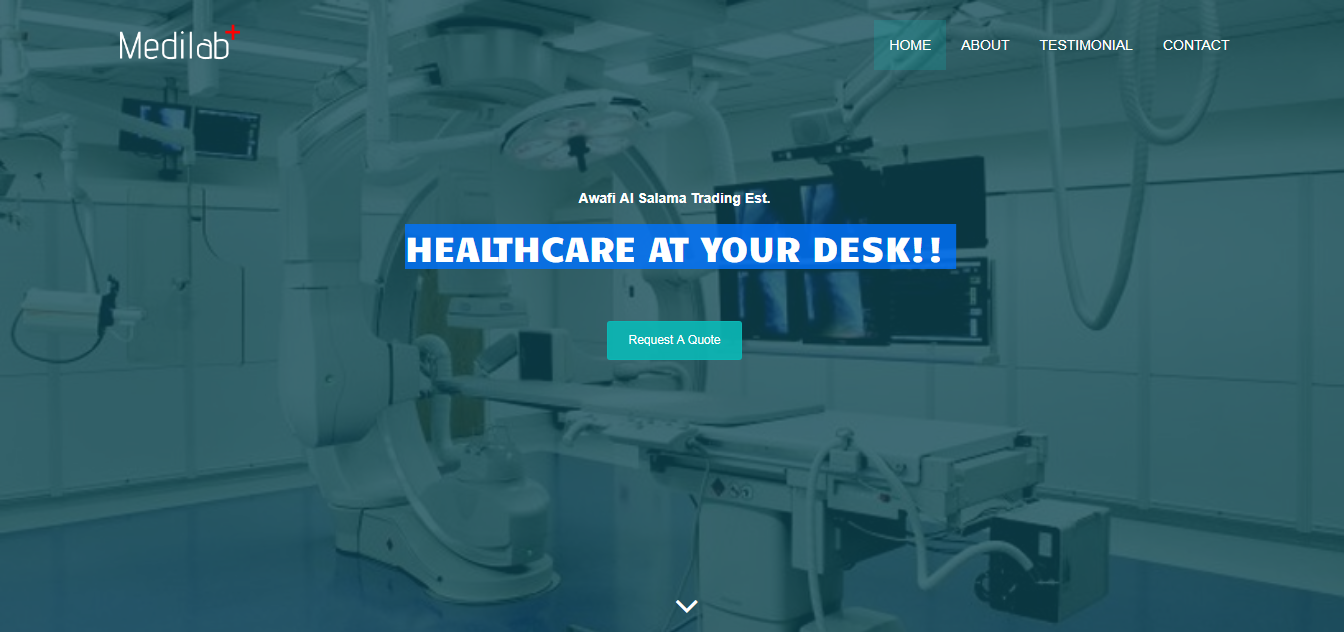 Medilab+
HOME ABOUT TESTIMONIAL CONTACT
Awafi Al Salama Trading Est.
HEALTHCARE AT YOUR DESK!!
Request A Quote